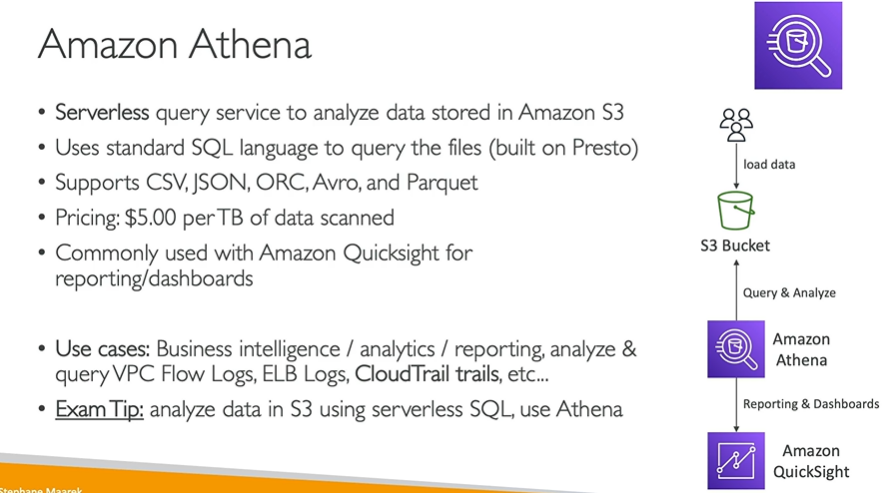 Amazon Athena
• Serverless query service to analyze data stored in Amazon S3
• Uses standard SQL language to query the files (built on Presto)
• Supports CSV, JSON, ORC, Avro, and Parquet
• Pricing: $5.00 per TB of data scanned
• Commonly used with Amazon Quicksight for
reporting/dashboards
• Use cases: Business intelligence / analytics / reporting, analyze &
query VPC Flow Logs, ELB Logs, CloudTrail trails, etc...
• Exam Tip: analyze data in S3 using serverless SQL, use Athena
load data
S3 Bucket
Query & Analyze
Amazon
Athena
Reporting & Dashboards
Amazon
QuickSight
Stephane Maarek